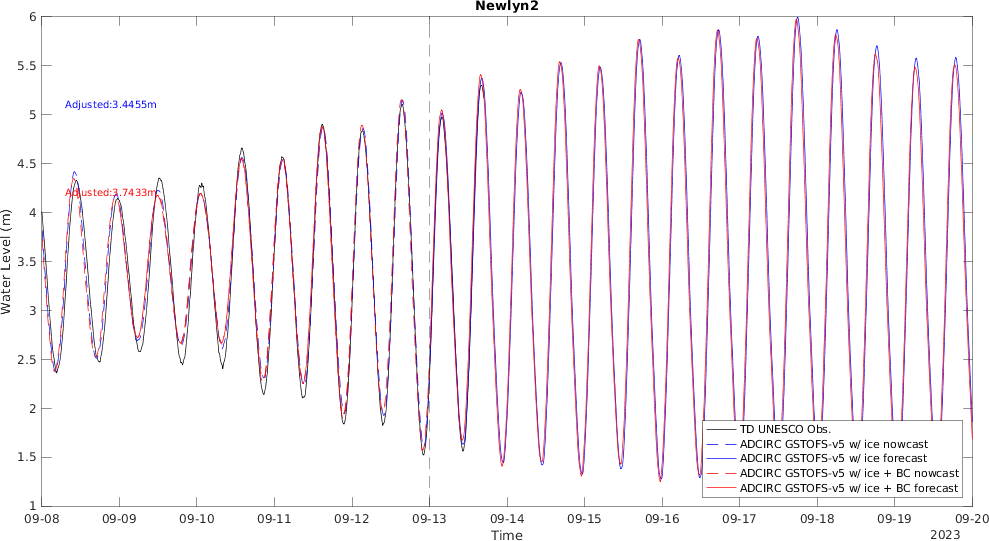 Newlyn2
6
5.5
5
4.5
4
3.5
3
2.5
2
1.5
1
Water Level (m)
Adjusted:3.4455m
Adjusted:3.7433m
TD UNESCO Obs.
ADCIRC GSTOFS-v5 w/ ice nowcast
ADCIRC GSTOFS-v5 w/ ice forecast
ADCIRC GSTOFS-v5 w/ ice + BC nowcast
ADCIRC GSTOFS-v5 w/ ice + BC forecast
09-08 09-09 09-10 09-11 09-12 09-13 09-14 09-15 09-16 09-17 09-18 09-19 09-20
Time
2023